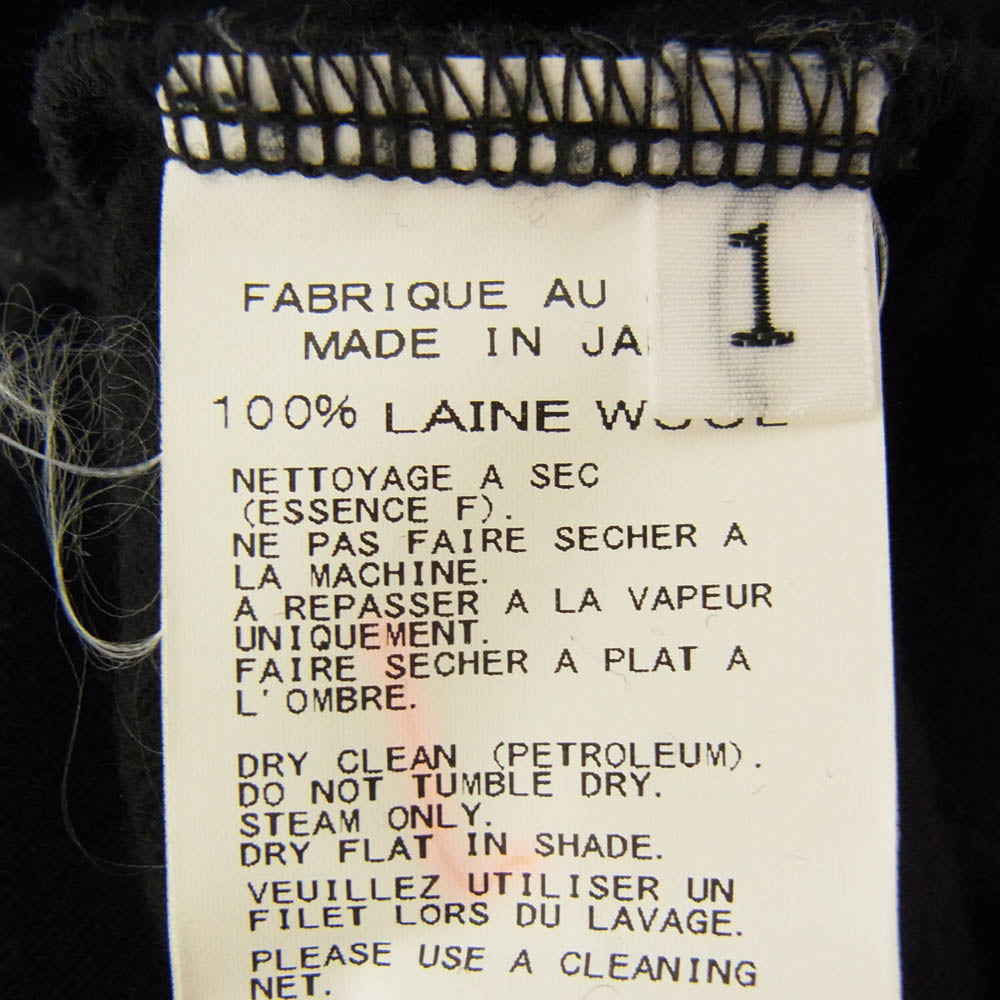 1
FABRIQUE AU
MADE IN JA
100% LAINE WOOL
NETTOYAGE A SEC
(ESSENCE F).
NE PAS FAIRE SECHER A
LA MACHINE.
A REPASSER A LA VAPEUR
UNIQUEMENT.
FAIRE SECHER A PLAT A
L'OMBRE.
DRY CLEAN (PETROLEUM).
DO NOT TUMBLE DRY.
STEAM ONLY.
DRY FLAT IN SHADE.
VEUILLEZ UTILISER UN
FILET LORS DU LAVAGE.
PLEASE USE A CLEANING
NET.